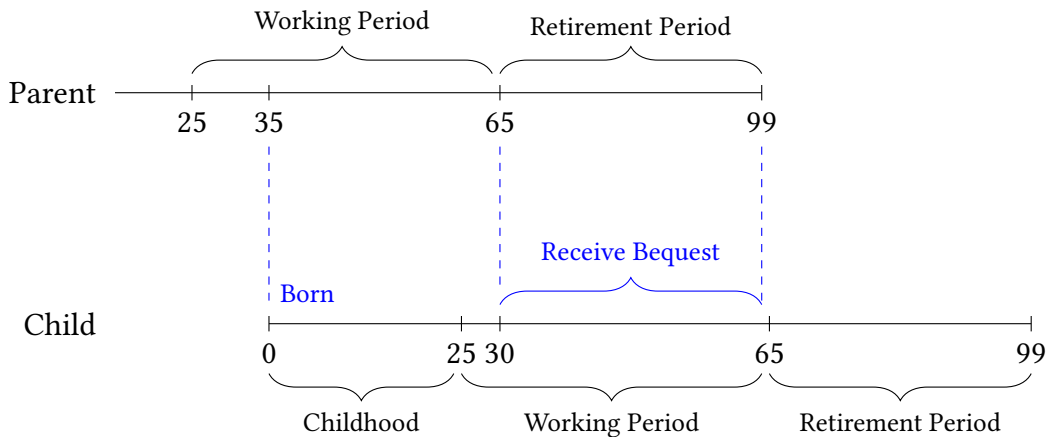 Working Period
Retirement Period
Parent
25 35 65 99
Receive Bequest
Born
Child
0 25 30 65 99
Childhood Working Period Retirement Period